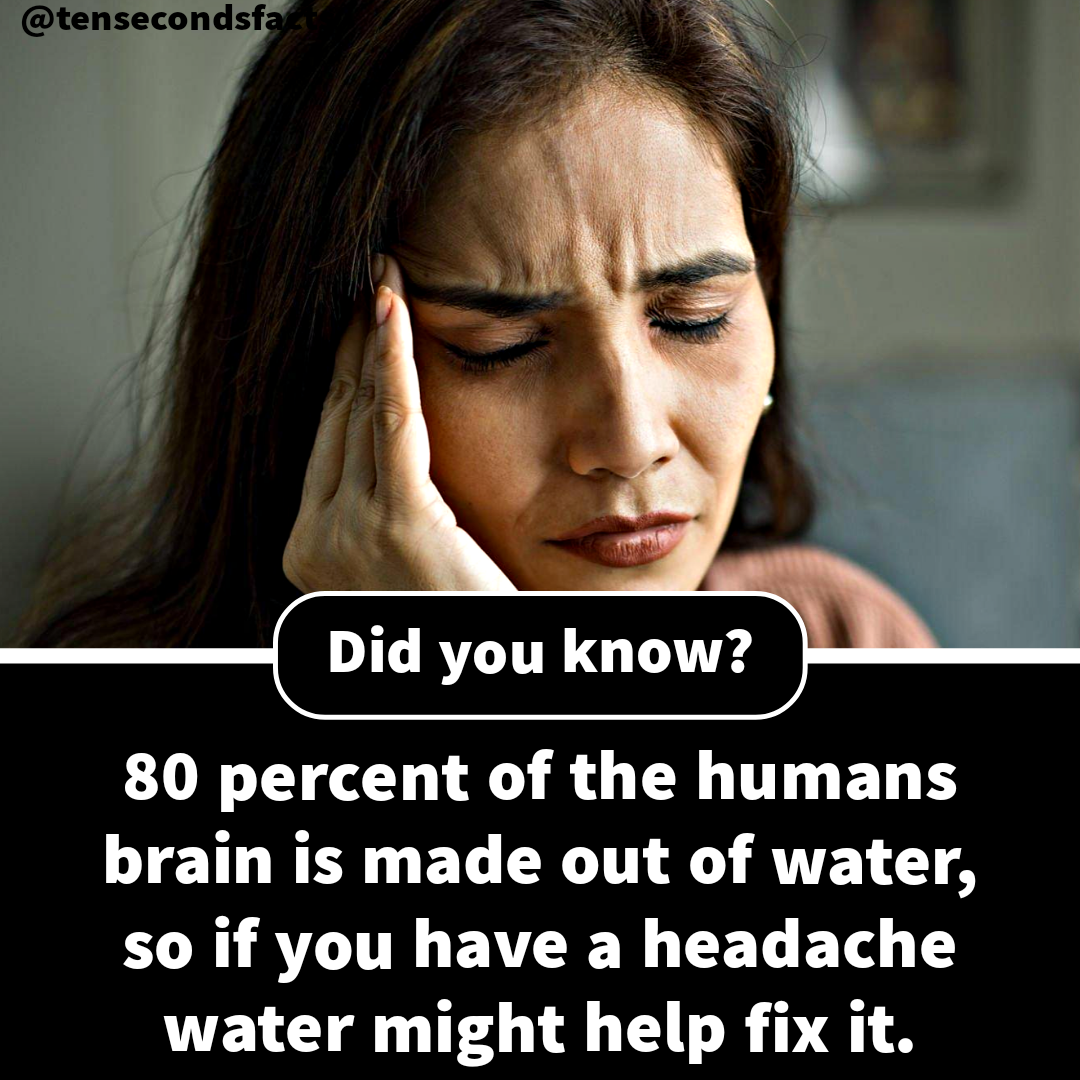 @tensecondsfacts
Did you know?
80 percent of the humans
brain is made out of water,
so if you have a headache
water might help fix it.